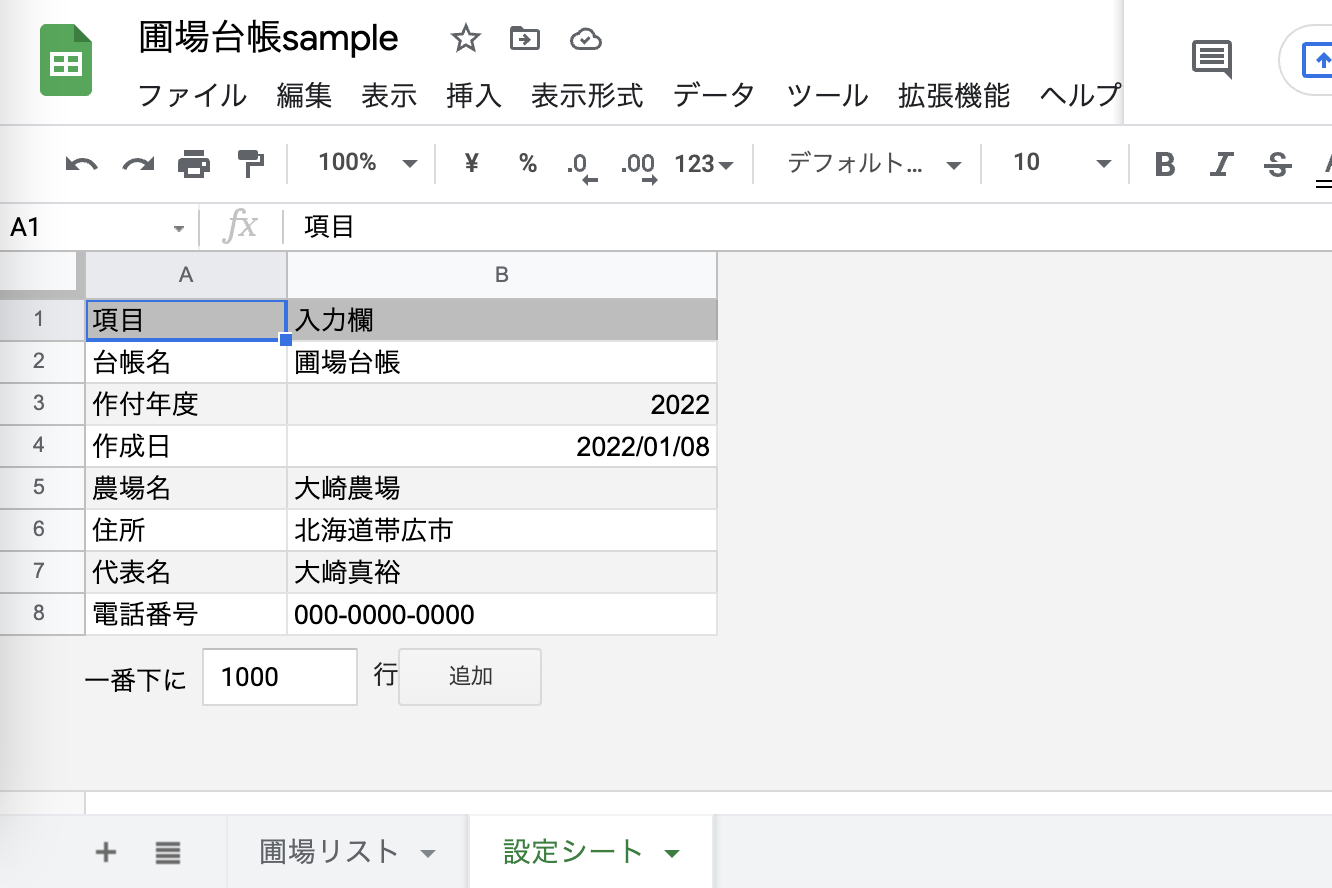 圃場台帳sample
ファイル 編集 表示 挿入 表示形式 データ ツール 拡張機能 ヘルプ
100% ¥ % .0 .00 123 デフォルト... 10 B I S A
A1 fx 項目
A B
1 項目 入力欄
2 台帳名 圃場台帳
3 作付年度 2022
4 作成日 2022/01/08
5 農場名 大崎農場
6 住所 北海道帯広市
7 代表名 大崎真裕
8 電話番号 000-0000-0000
一番下に 1000 行 追加
+ 圃場リスト 設定シート